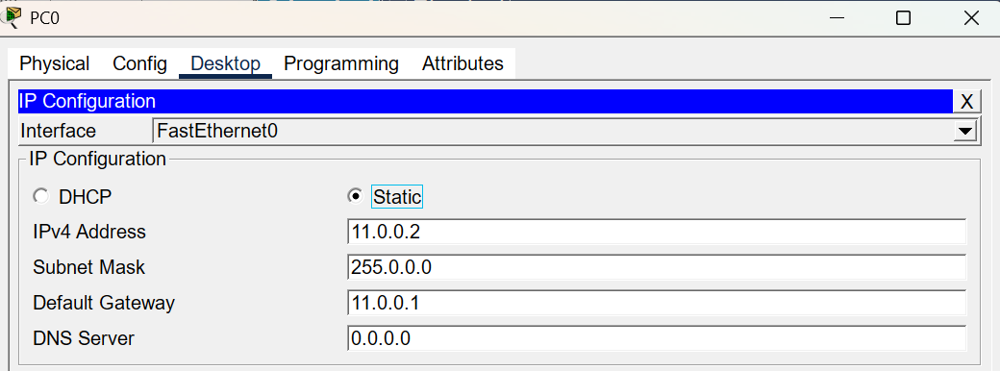 PC0
Physical Config Desktop Programming Attributes
IP Configuration X
Interface FastEthernet0
IP Configuration
DHCP Static
IPv4 Address 11.0.0.2
Subnet Mask 255.0.0.0
Default Gateway 11.0.0.1
DNS Server 0.0.0.0